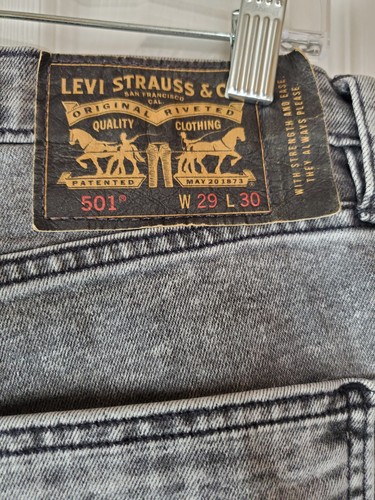 LEVI STRAUSS & C
SAN FRANCISCO
CAL.
ORIGINAL RIVETED
QUALITY CLOTHING
PATENTED MAY 20 1873
501® W 29 L 30
WITH STRENGTH AND EASE
THEY ALWAYS PLEASE